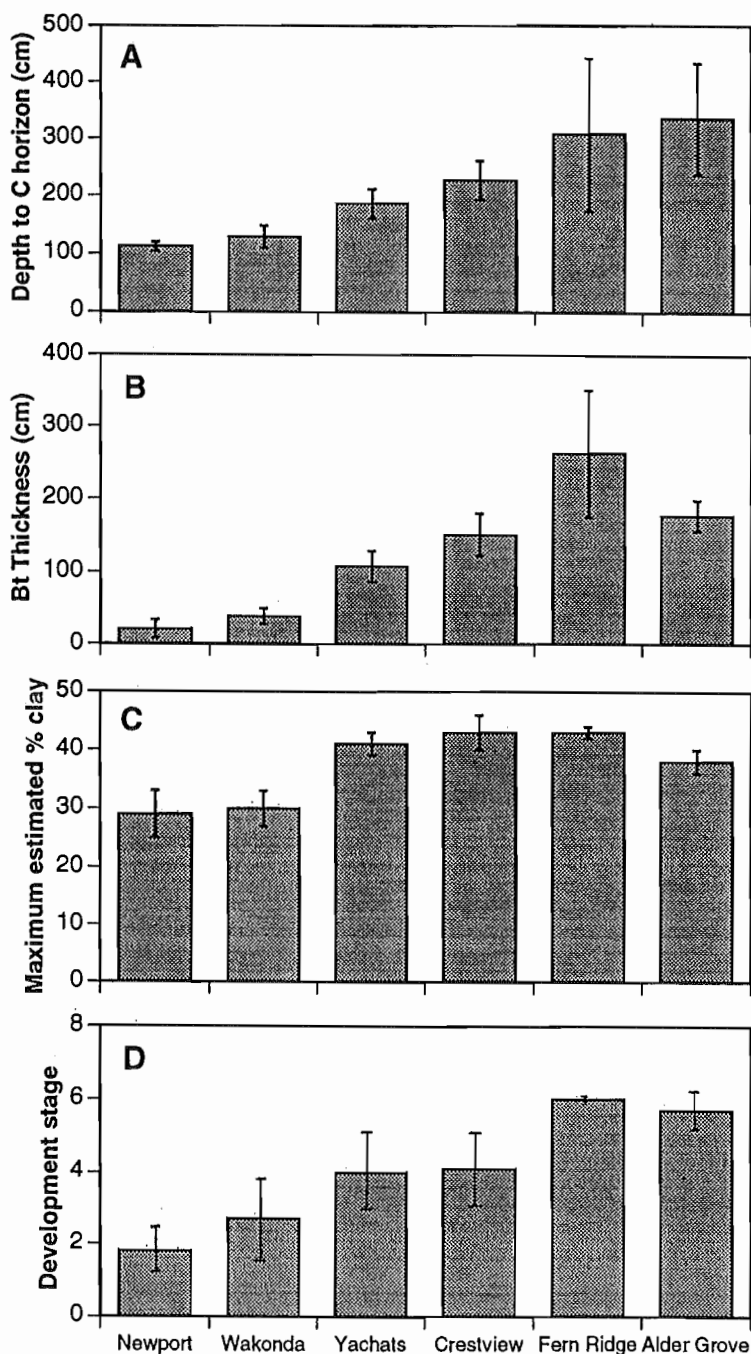 A
Depth to C horizon (cm)
500
400
300
200
100
0
B
Bt Thickness (cm)
400
300
200
100
0
C
Maximum estimated % clay
50
40
30
20
10
0
D
Development stage
8
6
4
2
0
Newport Wakonda Yachats Crestview Fern Ridge Alder Grove